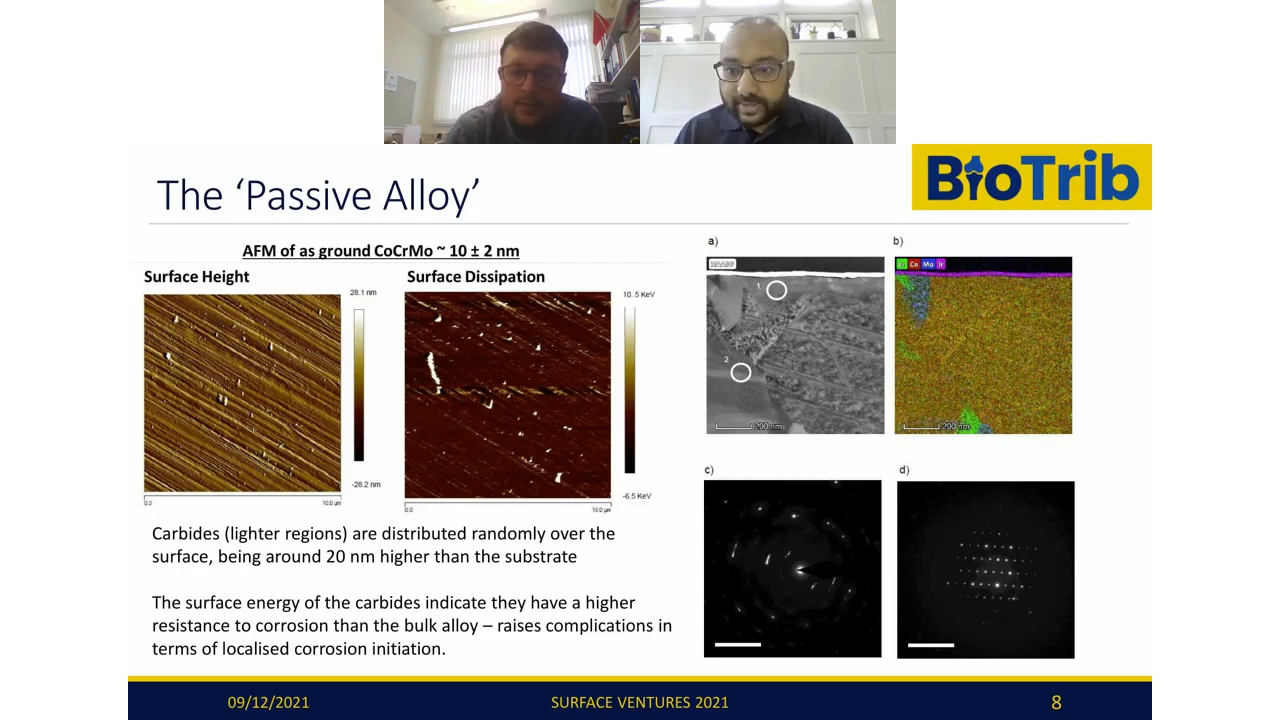 BioTrib
The ‘Passive Alloy’
AFM of as ground CoCrMo ~ 10 ± 2 nm
Surface Height
Surface Dissipation
28.1 nm
-28.2 nm
0.0
10.0 µm
10. 5 KeV
-6.5 KeV
0.0
10.0 µm
Carbides (lighter regions) are distributed randomly over the
surface, being around 20 nm higher than the substrate
The surface energy of the carbides indicate they have a higher
resistance to corrosion than the bulk alloy – raises complications in
terms of localised corrosion initiation.
a)
HAADF
1
2
200 nm
b)
Cr Co Mo Ir
200 nm
c)
d)
09/12/2021
SURFACE VENTURES 2021
8